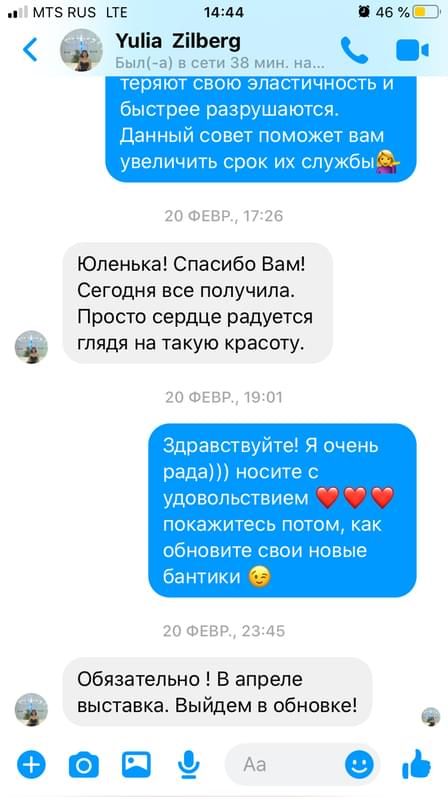 MTS RUS LTE 14:44 46 %
Yulia Zilberg
Был(-а) в сети 38 мин. на...
теряют свою эластичность и
быстрее разрушаются.
Данный совет поможет вам
увеличить срок их службы💁‍♀️
20 ФЕВР., 17:26
Юленька! Спасибо Вам!
Сегодня все получила.
Просто сердце радуется
глядя на такую красоту.
20 ФЕВР., 19:01
Здравствуйте! Я очень
рада))) носите с
удовольствием ❤️❤️❤️
покажитесь потом, как
обновите свои новые
бантики 😉
20 ФЕВР., 23:45
Обязательно ! В апреле
выставка. Выйдем в обновке!
Aa